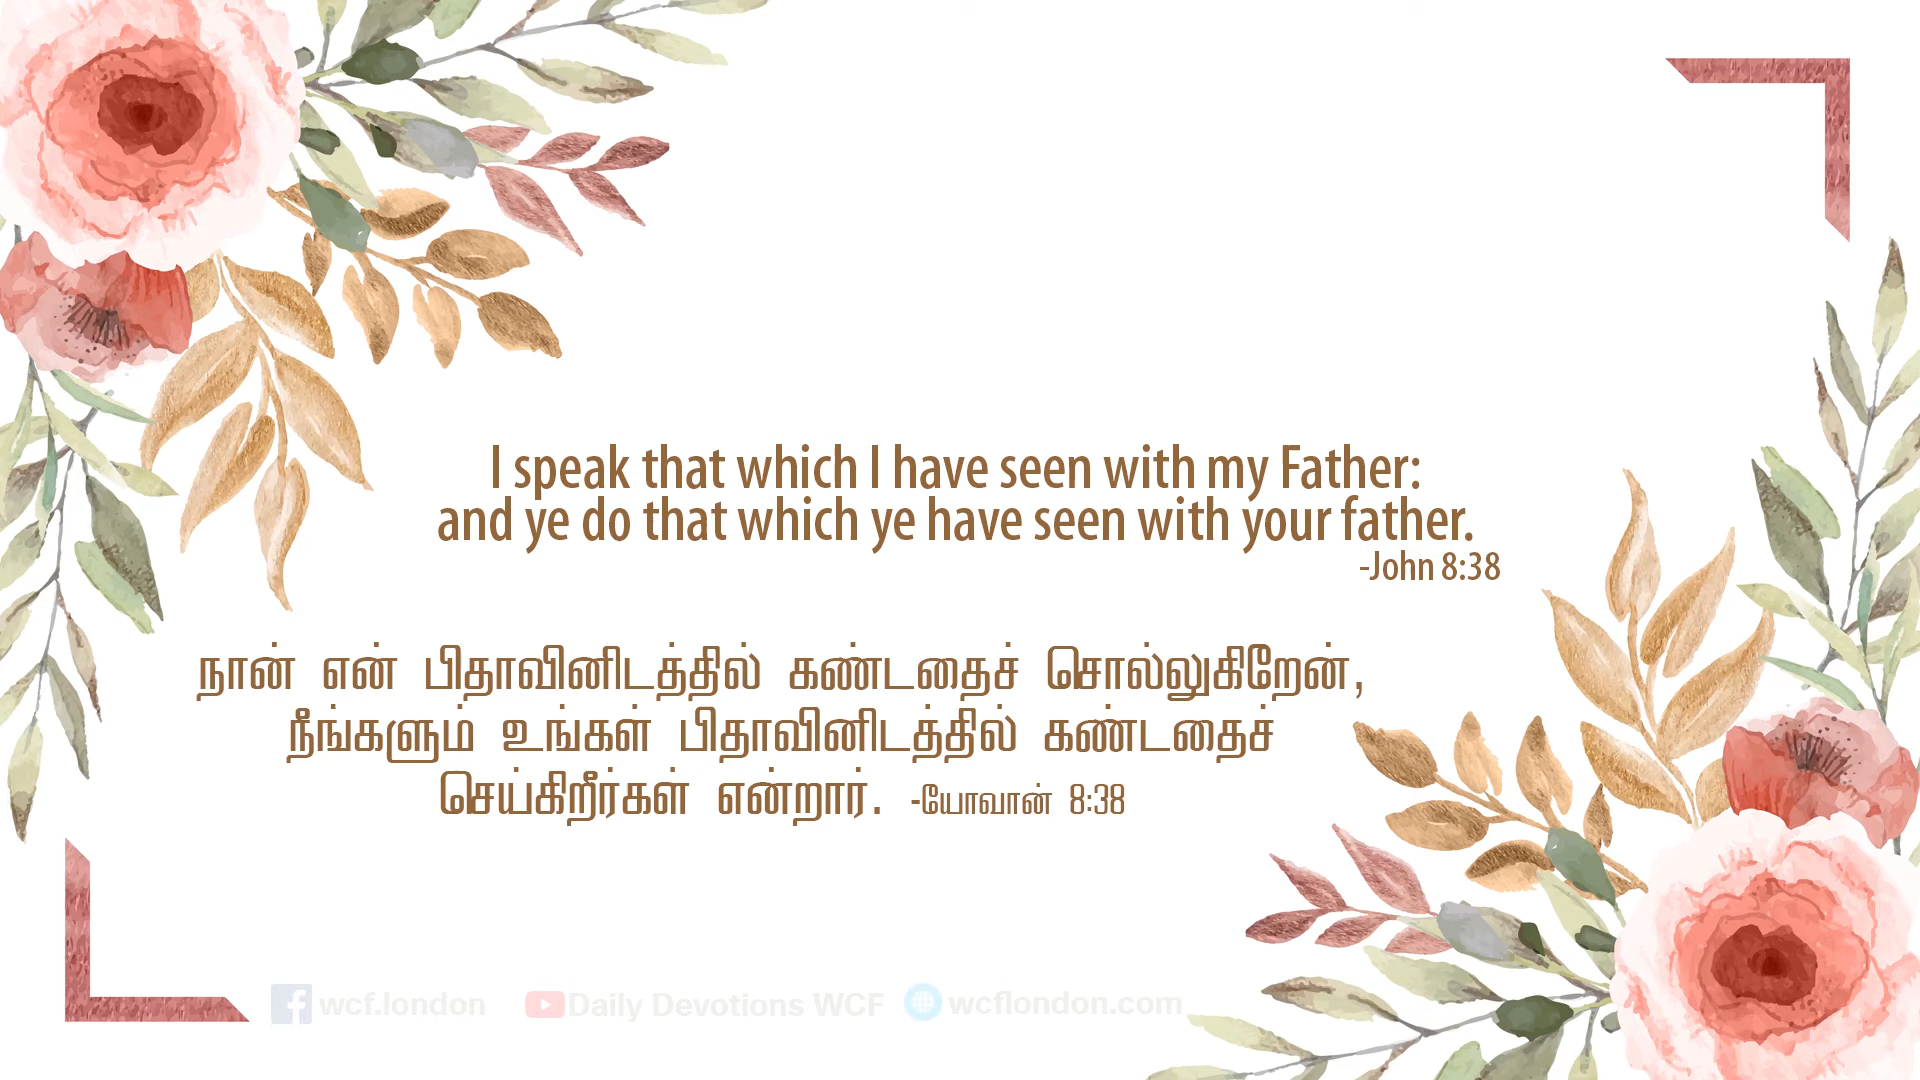 I speak that which I have seen with my Father:
and ye do that which ye have seen with your father.
-John 8:38
நான் என் பிதாவினிடத்தில் கண்டதைச் சொல்லுகிறேன்,
நீங்களும் உங்கள் பிதாவினிடத்தில் கண்டதைச்
செய்கிறீர்கள் என்றார். -யோவான் 8:38
wcf.london Daily Devotions WCF wcflondon.com